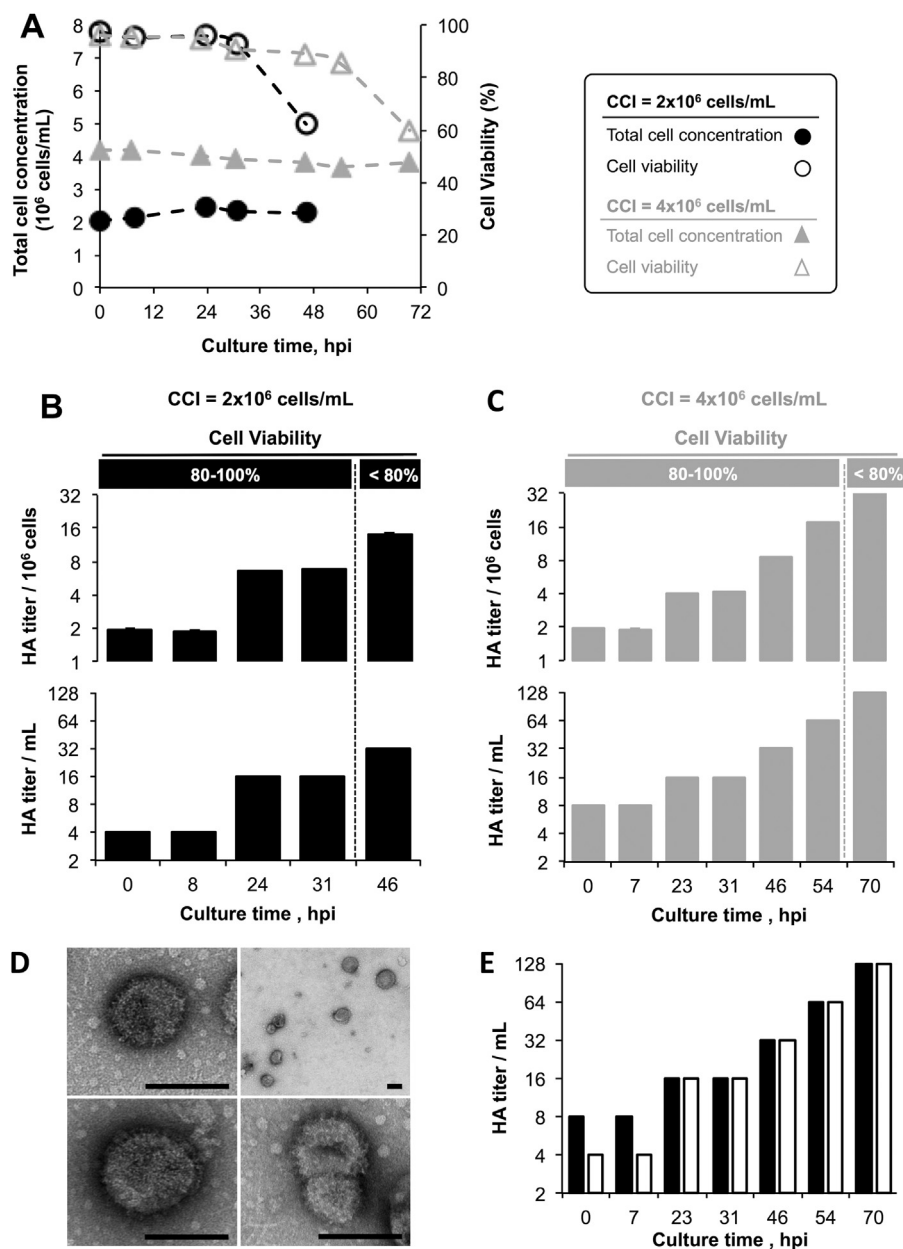 A
Total cell concentration
(10⁶ cells/mL)
8
7
6
5
4
3
2
1
0
100
80
60
40
20
0
Cell Viability (%)
0 12 24 36 48 60 72
Culture time, hpi
CCI = 2x10⁶ cells/mL
Total cell concentration
Cell viability
CCI = 4x10⁶ cells/mL
Total cell concentration
Cell viability
B
CCI = 2x10⁶ cells/mL
Cell Viability
80-100%
< 80%
HA titer / 10⁶ cells
32
16
8
4
2
1
HA titer / mL
128
64
32
16
8
4
2
0 8 24 31 46
Culture time , hpi
C
CCI = 4x10⁶ cells/mL
Cell Viability
80-100%
< 80%
HA titer / 10⁶ cells
32
16
8
4
2
1
HA titer / mL
128
64
32
16
8
4
2
0 7 23 31 46 54 70
Culture time , hpi
D
E
HA titer / mL
128
64
32
16
8
4
2
0 7 23 31 46 54 70
Culture time , hpi